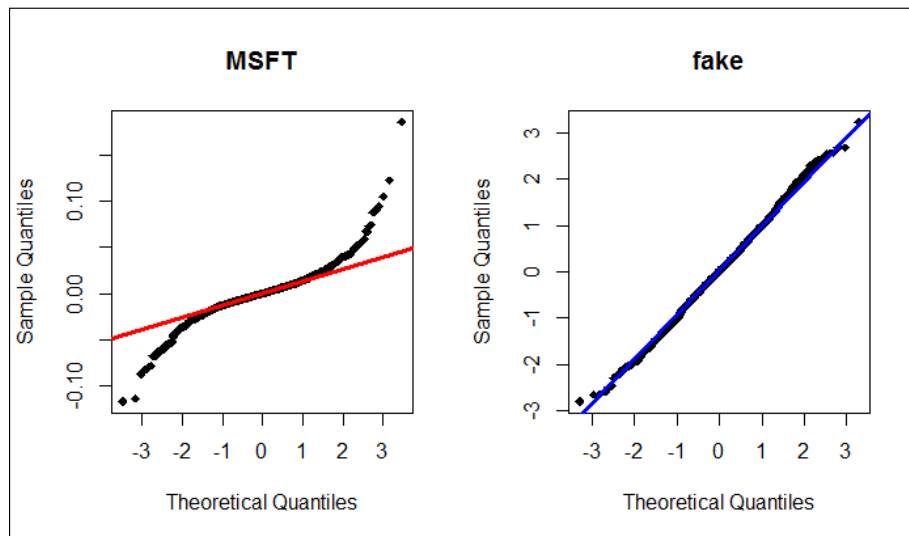 MSFT
Sample Quantiles
0.10
0.00
-0.10
-3 -2 -1 0 1 2 3
Theoretical Quantiles
fake
Sample Quantiles
3
2
1
0
-1
-2
-3
-3 -2 -1 0 1 2 3
Theoretical Quantiles